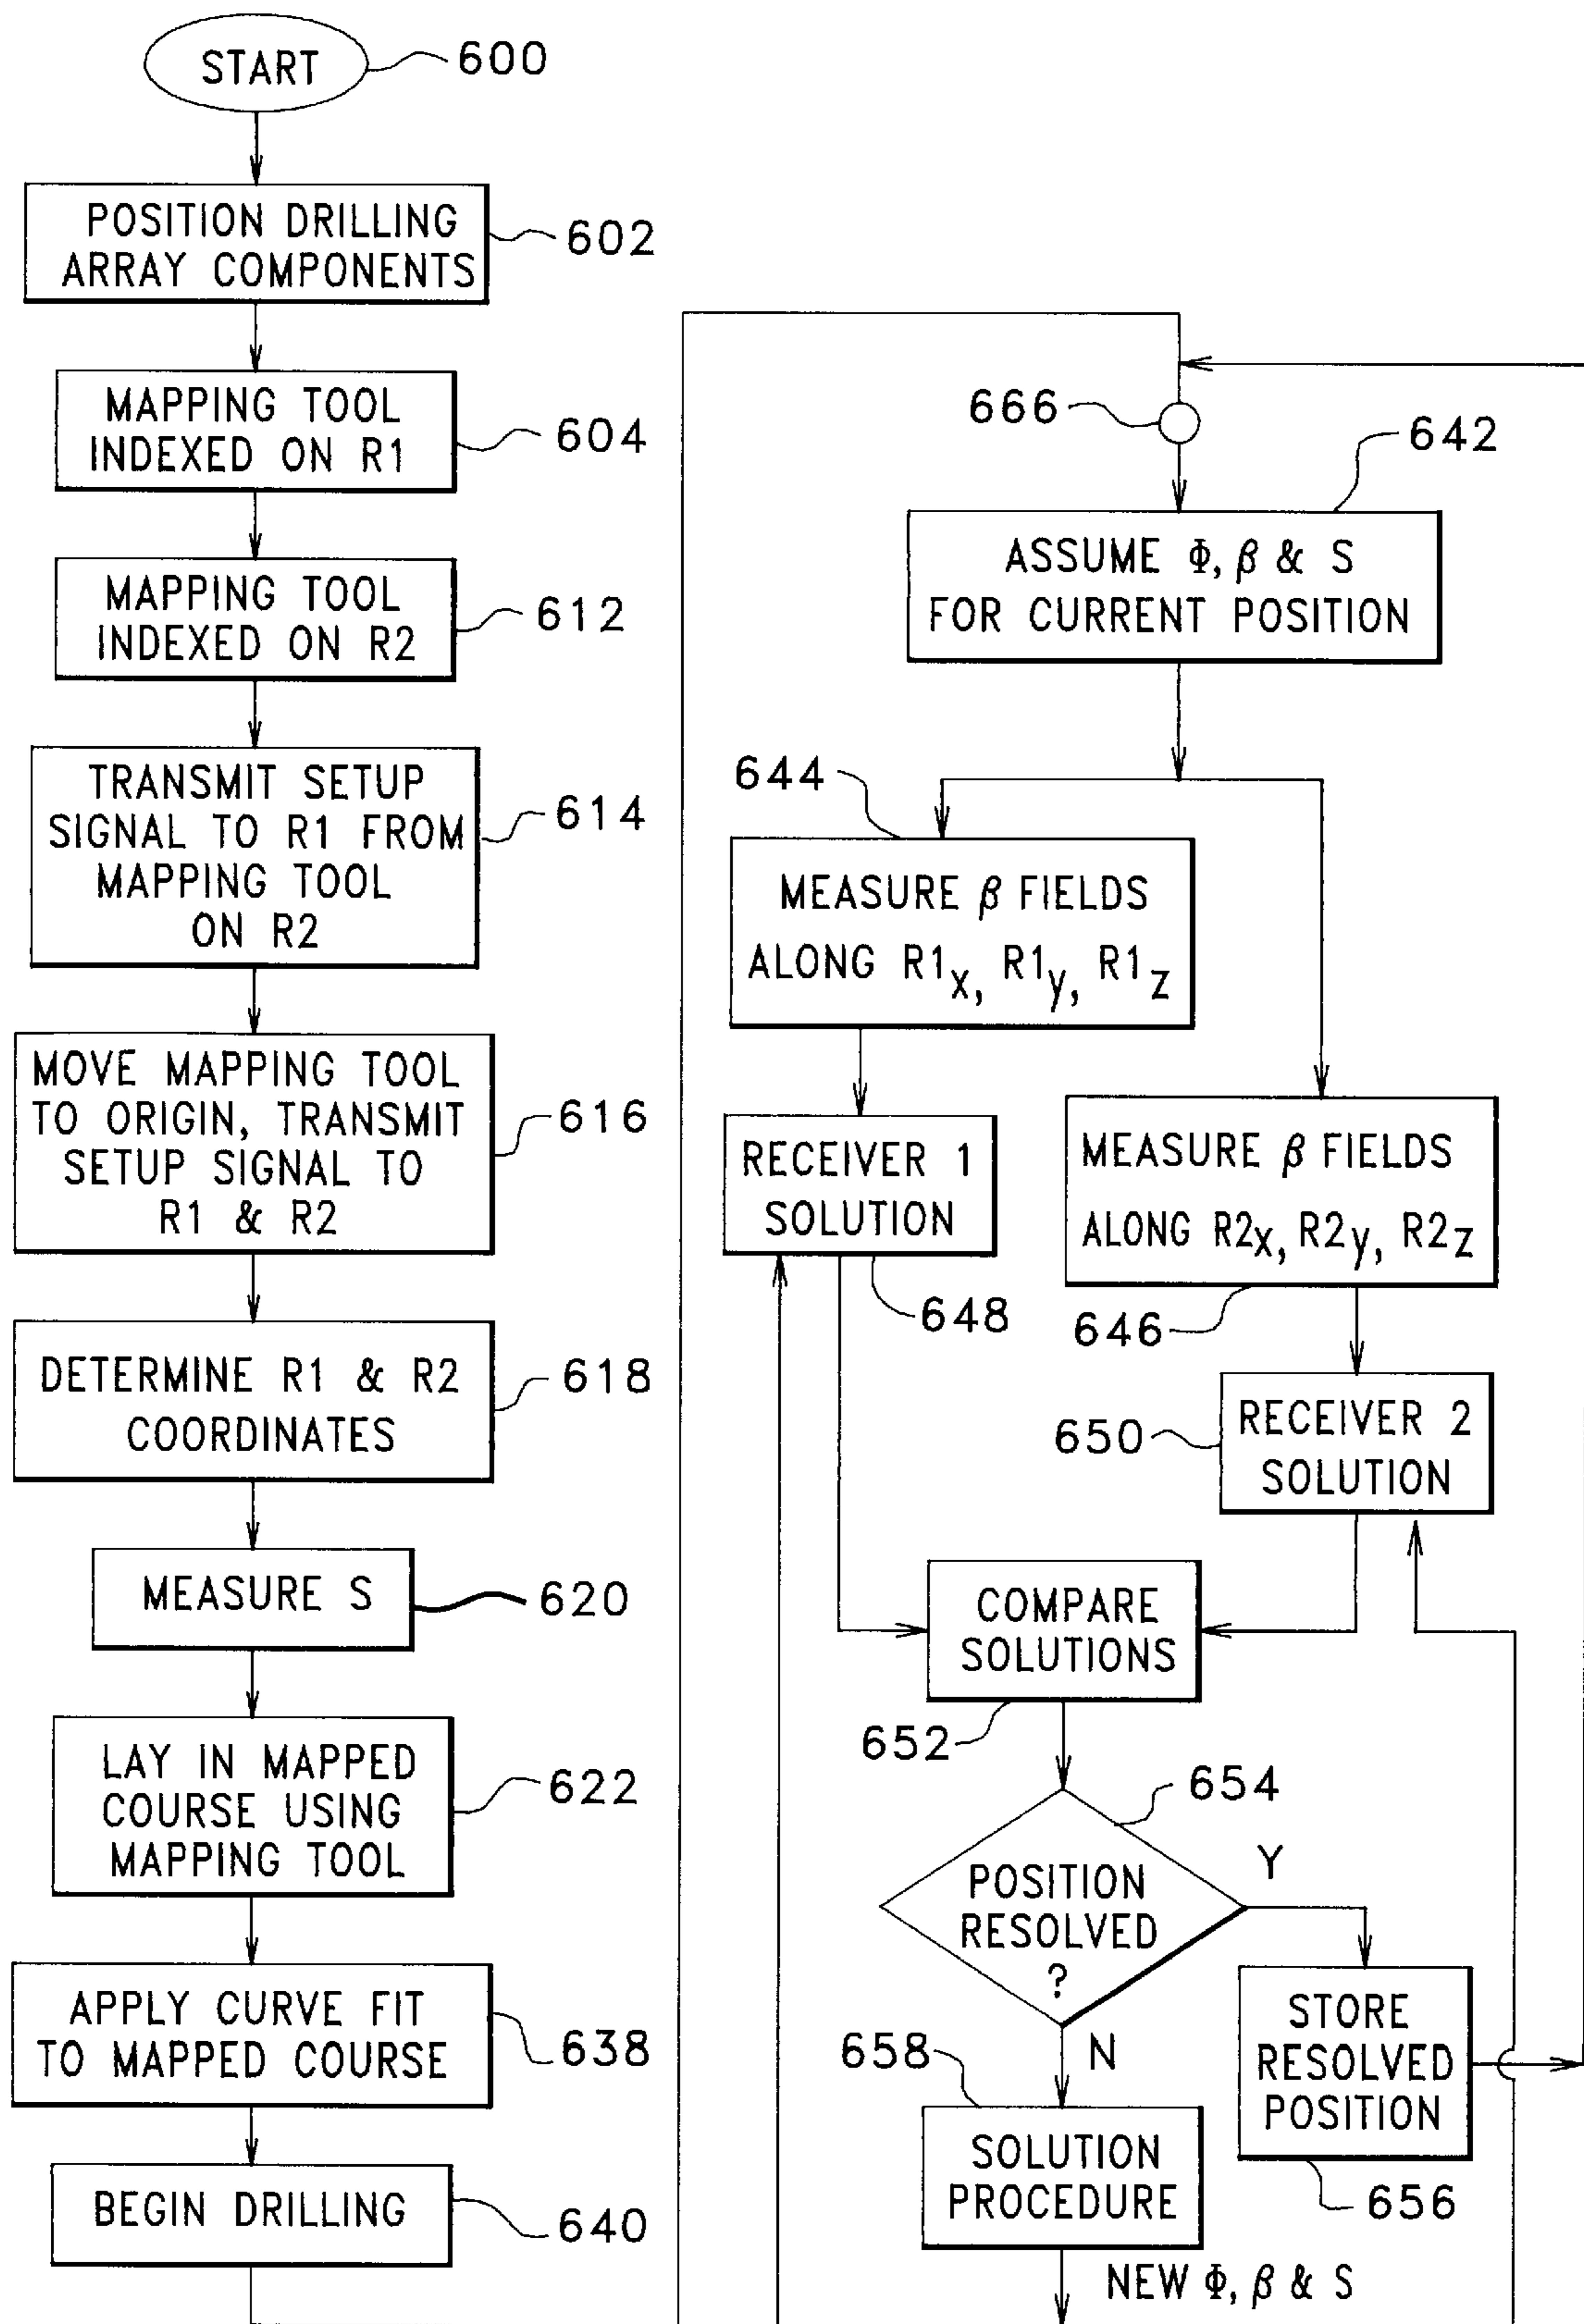 START
600
POSITION DRILLING
ARRAY COMPONENTS
602
MAPPING TOOL
INDEXED ON R1
604
MAPPING TOOL
INDEXED ON R2
612
TRANSMIT SETUP
SIGNAL TO R1 FROM
MAPPING TOOL
ON R2
614
MOVE MAPPING TOOL
TO ORIGIN, TRANSMIT
SETUP SIGNAL TO
R1 & R2
616
DETERMINE R1 & R2
COORDINATES
618
MEASURE S
620
LAY IN MAPPED
COURSE USING
MAPPING TOOL
622
APPLY CURVE FIT
TO MAPPED COURSE
638
BEGIN DRILLING
640
666
642
ASSUME Φ, β & S
FOR CURRENT POSITION
644
MEASURE β FIELDS
ALONG R1x, R1y, R1z
RECEIVER 1
SOLUTION
648
MEASURE β FIELDS
ALONG R2x, R2y, R2z
646
RECEIVER 2
SOLUTION
650
COMPARE
SOLUTIONS
652
654
POSITION
RESOLVED
?
Y
N
STORE
RESOLVED
POSITION
656
658
SOLUTION
PROCEDURE
NEW Φ, β & S